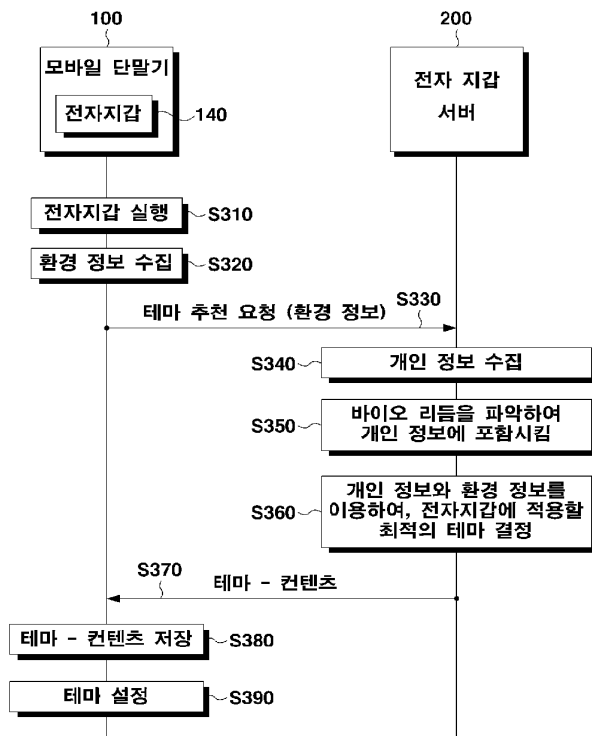 100
200
모바일 단말기
전자지갑
140
전자 지갑
서버
전자지갑 실행
S310
환경 정보 수집
S320
S330
테마 추천 요청 (환경 정보)
S340
개인 정보 수집
S350
바이오 리듬을 파악하여
개인 정보에 포함시킴
S360
개인 정보와 환경 정보를
이용하여, 전자지갑에 적용할
최적의 테마 결정
S370
테마 - 컨텐츠
테마 - 컨텐츠 저장
S380
테마 설정
S390